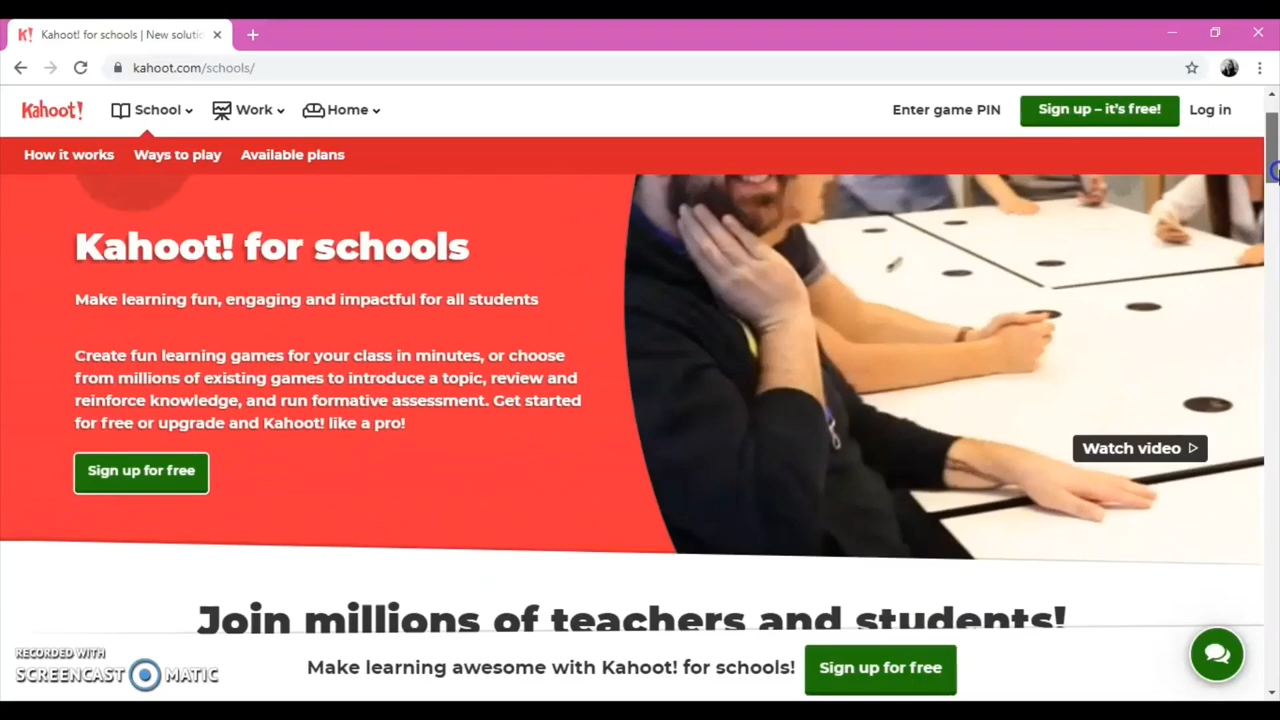 Kahoot! for schools | New solutio
kahoot.com/schools/
Kahoot! School Work Home Enter game PIN Sign up – it's free! Log in
How it works Ways to play Available plans
Kahoot! for schools
Make learning fun, engaging and impactful for all students
Create fun learning games for your class in minutes, or choose
from millions of existing games to introduce a topic, review and
reinforce knowledge, and run formative assessment. Get started
for free or upgrade and Kahoot! like a pro!
Watch video
Sign up for free
Join millions of teachers and students!
Make learning awesome with Kahoot! for schools! Sign up for free
RECORDED WITH
SCREENCAST MATIC